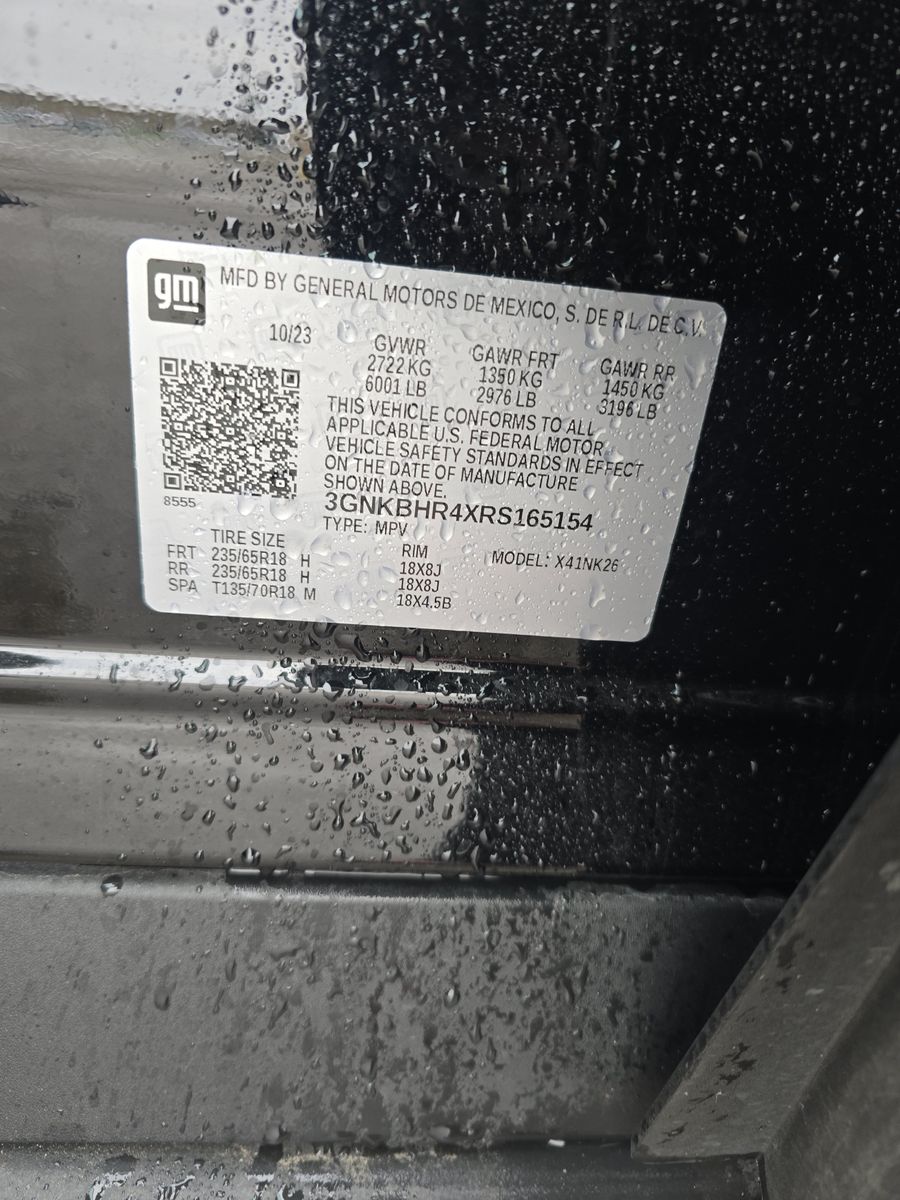 gm
MFD BY GENERAL MOTORS DE MEXICO, S. DE R.L. DE C.V.
10/23
GVWR GAWR FRT GAWR RR
2722 KG 1350 KG 1450 KG
6001 LB 2976 LB 3196 LB
THIS VEHICLE CONFORMS TO ALL
APPLICABLE U.S. FEDERAL MOTOR
VEHICLE SAFETY STANDARDS IN EFFECT
ON THE DATE OF MANUFACTURE
SHOWN ABOVE.
8555
3GNKBHR4XRS165154
TYPE: MPV
MODEL: X41NK26
TIRE SIZE RIM
FRT 235/65R18 H 18X8J
RR 235/65R18 H 18X8J
SPA T135/70R18 M 18X4.5B